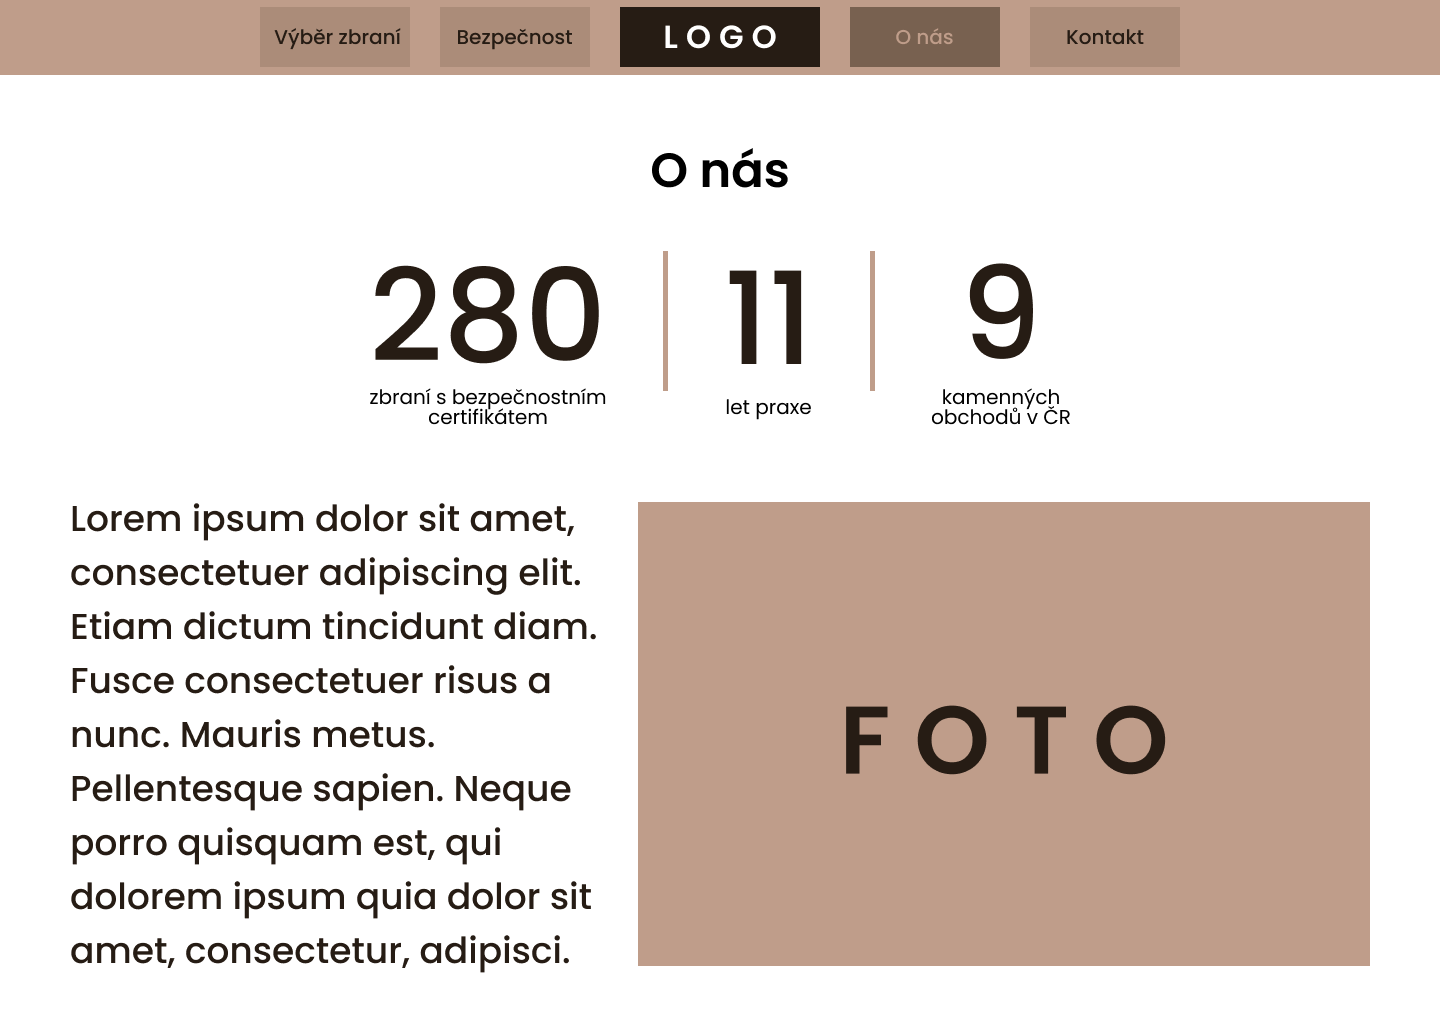 Výběr zbraní
Bezpečnost
LOGO
O nás
Kontakt
O nás
280
zbraní s bezpečnostním
certifikátem
11
let praxe
9
kamenných
obchodů v ČR
Lorem ipsum dolor sit amet,
consectetuer adipiscing elit.
Etiam dictum tincidunt diam.
Fusce consectetuer risus a
nunc. Mauris metus.
Pellentesque sapien. Neque
porro quisquam est, qui
dolorem ipsum quia dolor sit
amet, consectetur, adipisci.
FOTO